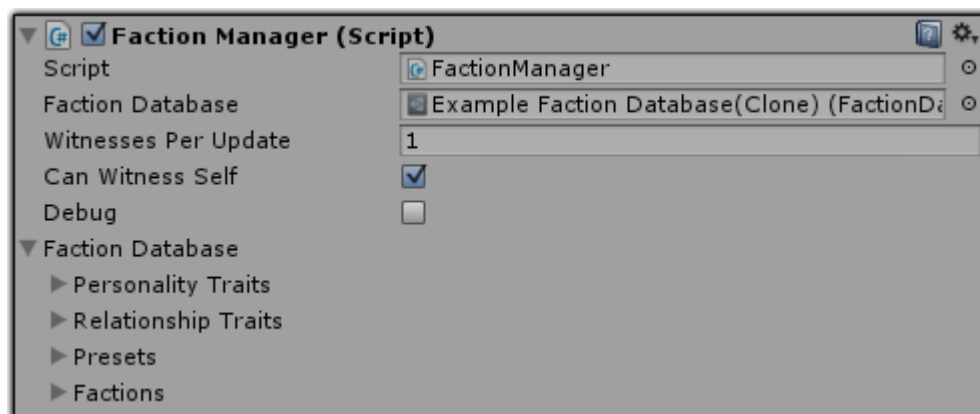 Faction Manager (Script)
Script FactionManager
Faction Database Example Faction Database(Clone) (FactionDa
Witnesses Per Update 1
Can Witness Self
Debug
Faction Database
Personality Traits
Relationship Traits
Presets
Factions